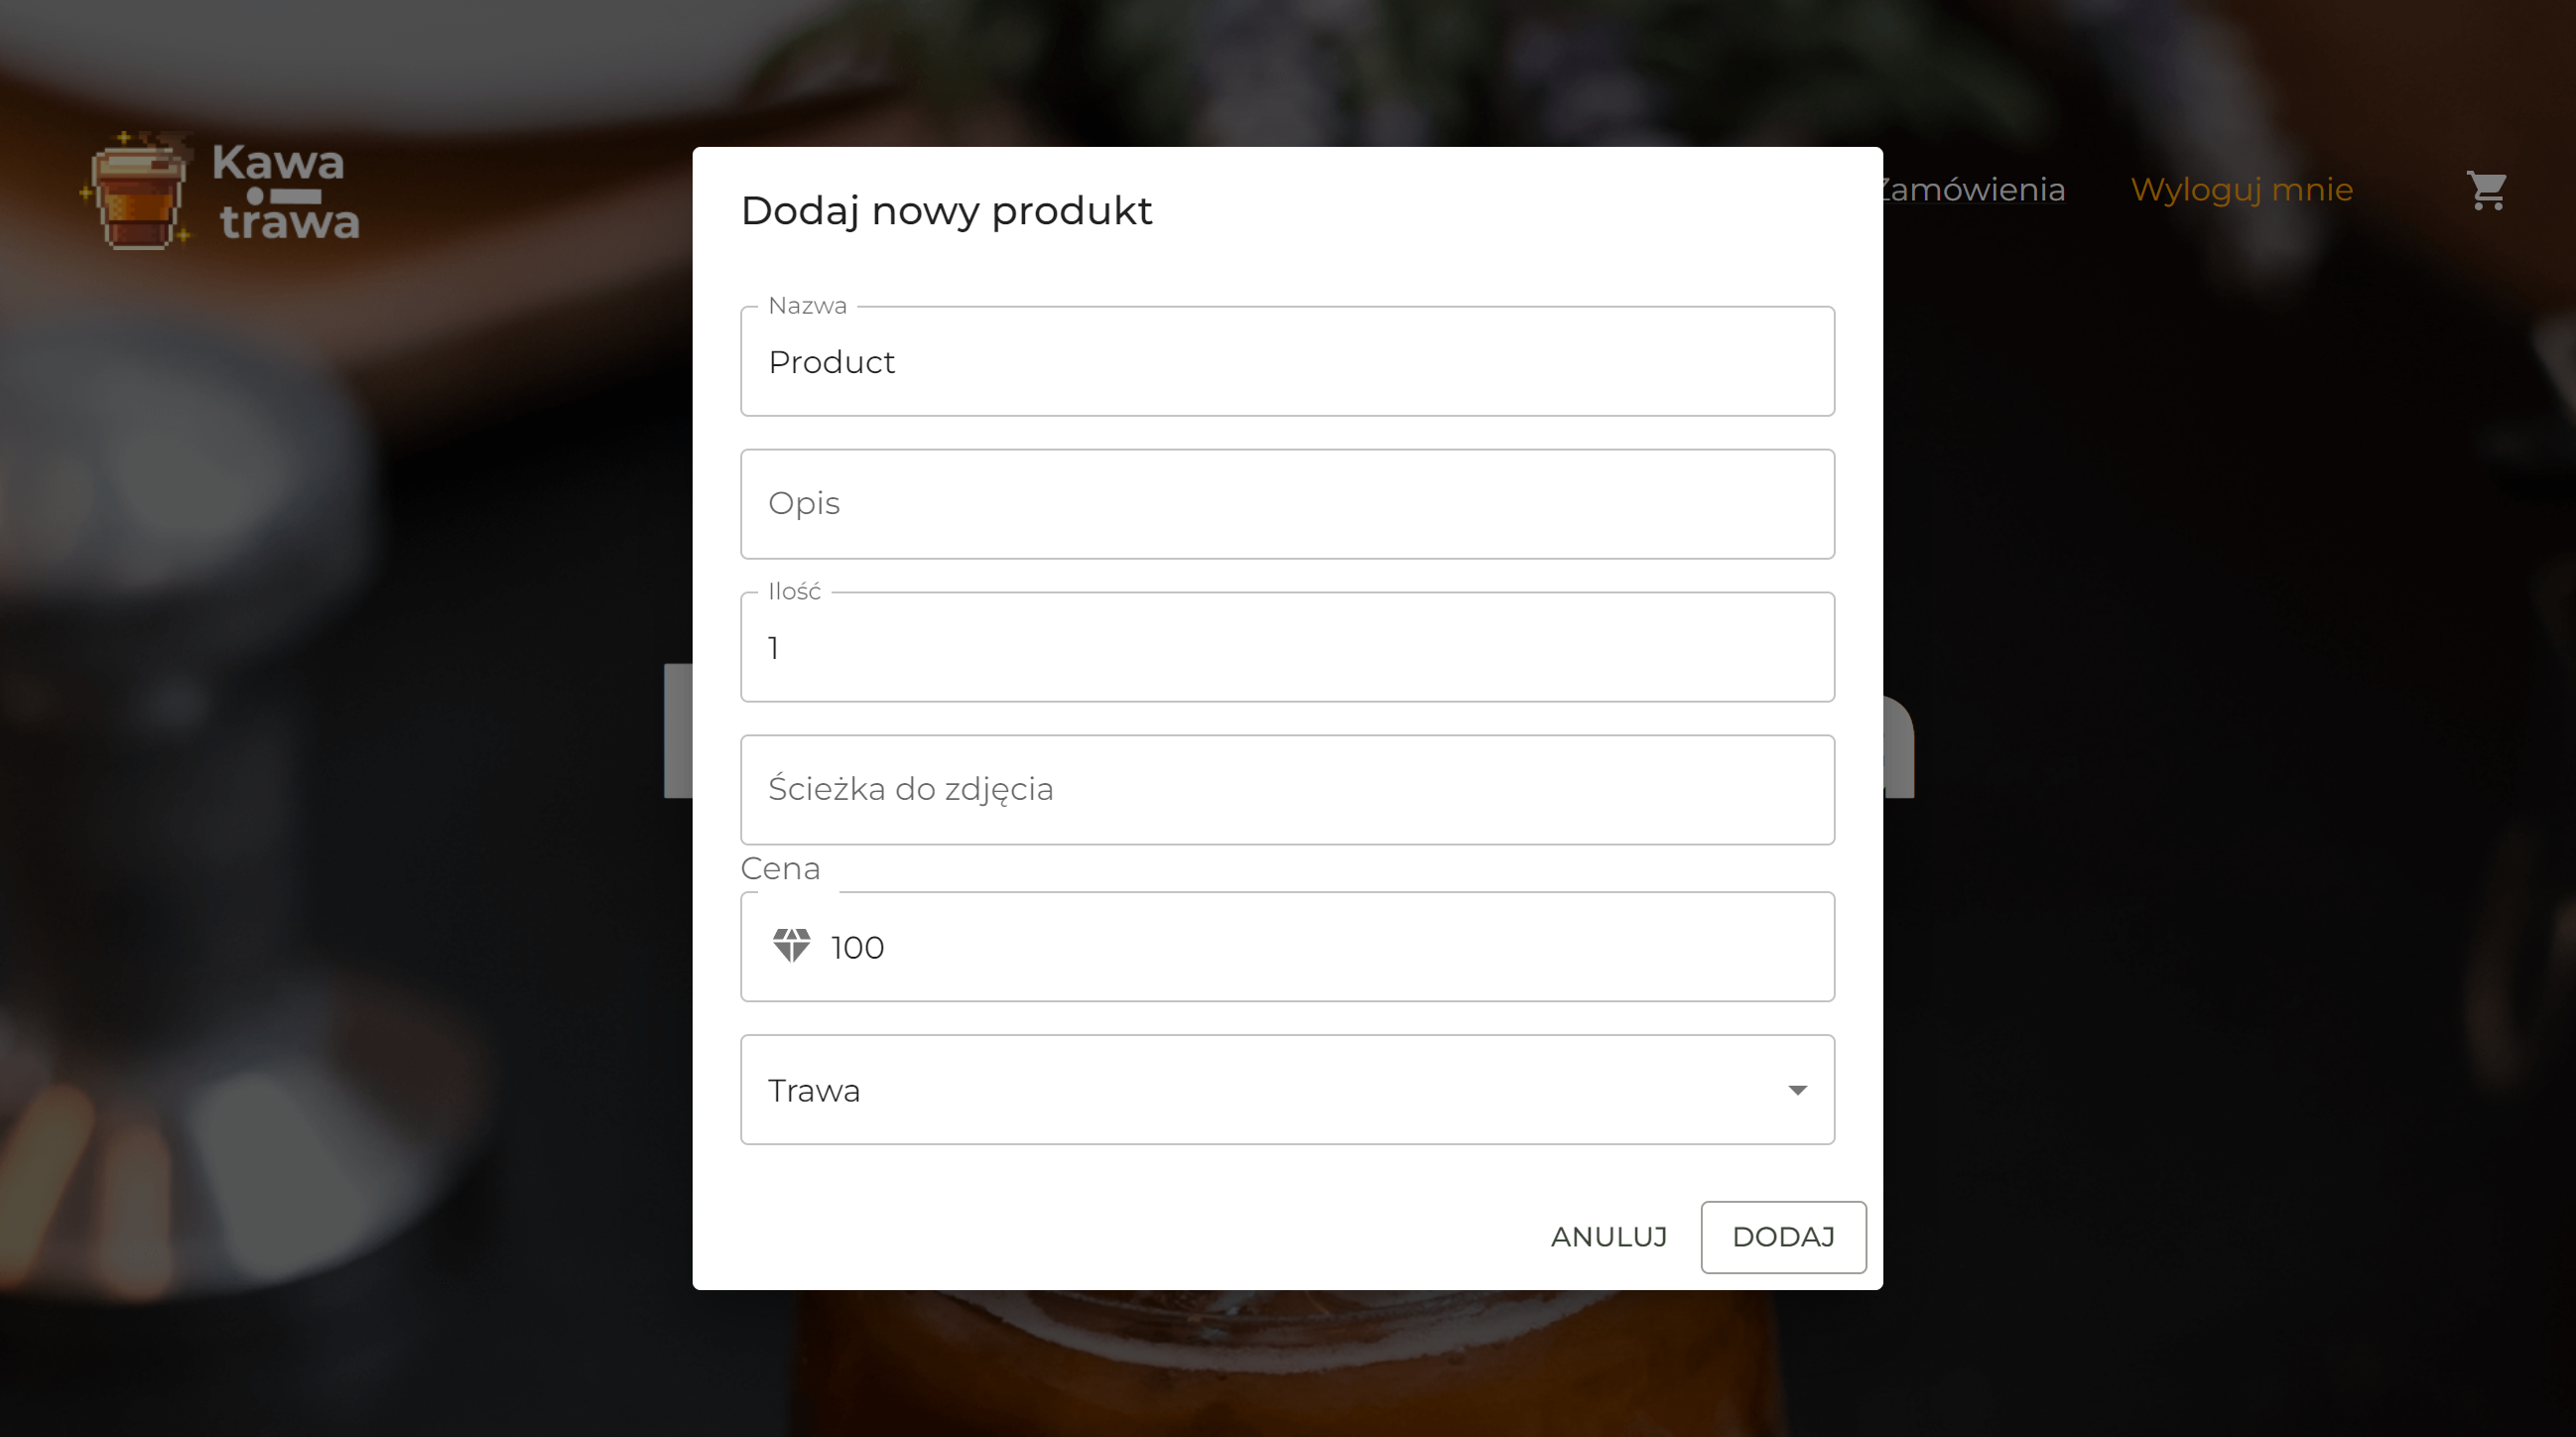 Kawa
trawa
Zamówienia
Wyloguj mnie
Dodaj nowy produkt
Nazwa
Product
Opis
Ilość
1
Ścieżka do zdjęcia
Cena
100
Trawa
ANULUJ
DODAJ